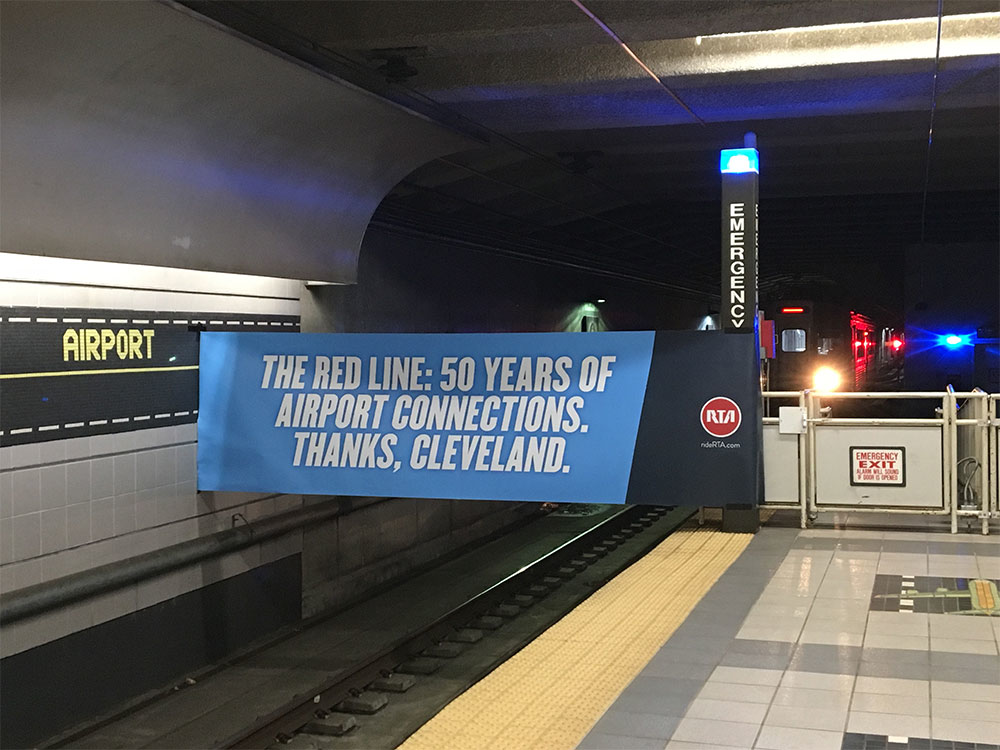 EMERGENCY
AIRPORT
THE RED LINE: 50 YEARS OF
AIRPORT CONNECTIONS.
THANKS, CLEVELAND.
RTA
rideRTA.com
EMERGENCY
EXIT
ALARM WILL SOUND
IF DOOR IS OPENED